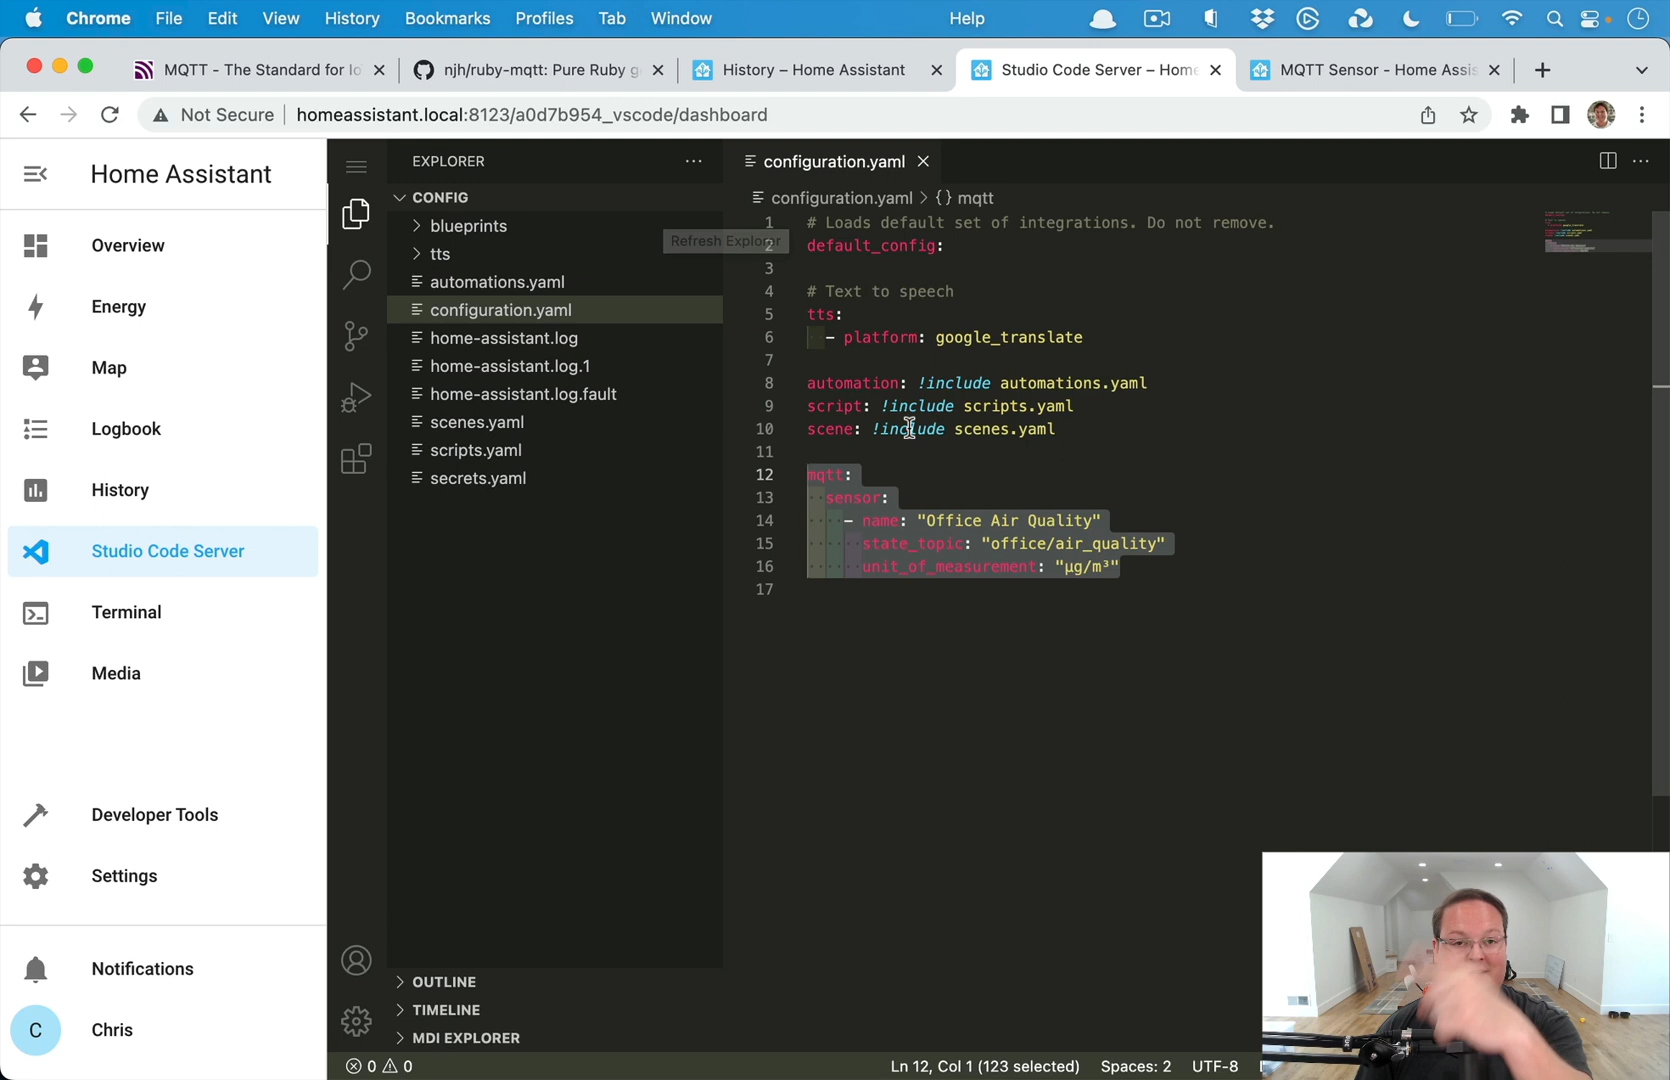 Chrome File Edit View History Bookmarks Profiles Tab Window Help
MQTT - The Standard for Io
njh/ruby-mqtt: Pure Ruby g
History – Home Assistant
Studio Code Server – Home
MQTT Sensor - Home Assis
Not Secure homeassistant.local:8123/a0d7b954_vscode/dashboard
Home Assistant
Overview
Energy
Map
Logbook
History
Studio Code Server
Terminal
Media
Developer Tools
Settings
Notifications
C Chris
EXPLORER
CONFIG
blueprints
tts
automations.yaml
configuration.yaml
home-assistant.log
home-assistant.log.1
home-assistant.log.fault
scenes.yaml
scripts.yaml
secrets.yaml
Refresh Explorer
OUTLINE
TIMELINE
MDI EXPLORER
configuration.yaml
configuration.yaml > {} mqtt
1 # Loads default set of integrations. Do not remove.
2 default_config:
3
4 # Text to speech
5 tts:
6 - platform: google_translate
7
8 automation: !include automations.yaml
9 script: !include scripts.yaml
10 scene: !include scenes.yaml
11
12 mqtt:
13 sensor:
14 - name: "Office Air Quality"
15 state_topic: "office/air_quality"
16 unit_of_measurement: "µg/m³"
17
0 0 Ln 12, Col 1 (123 selected) Spaces: 2 UTF-8